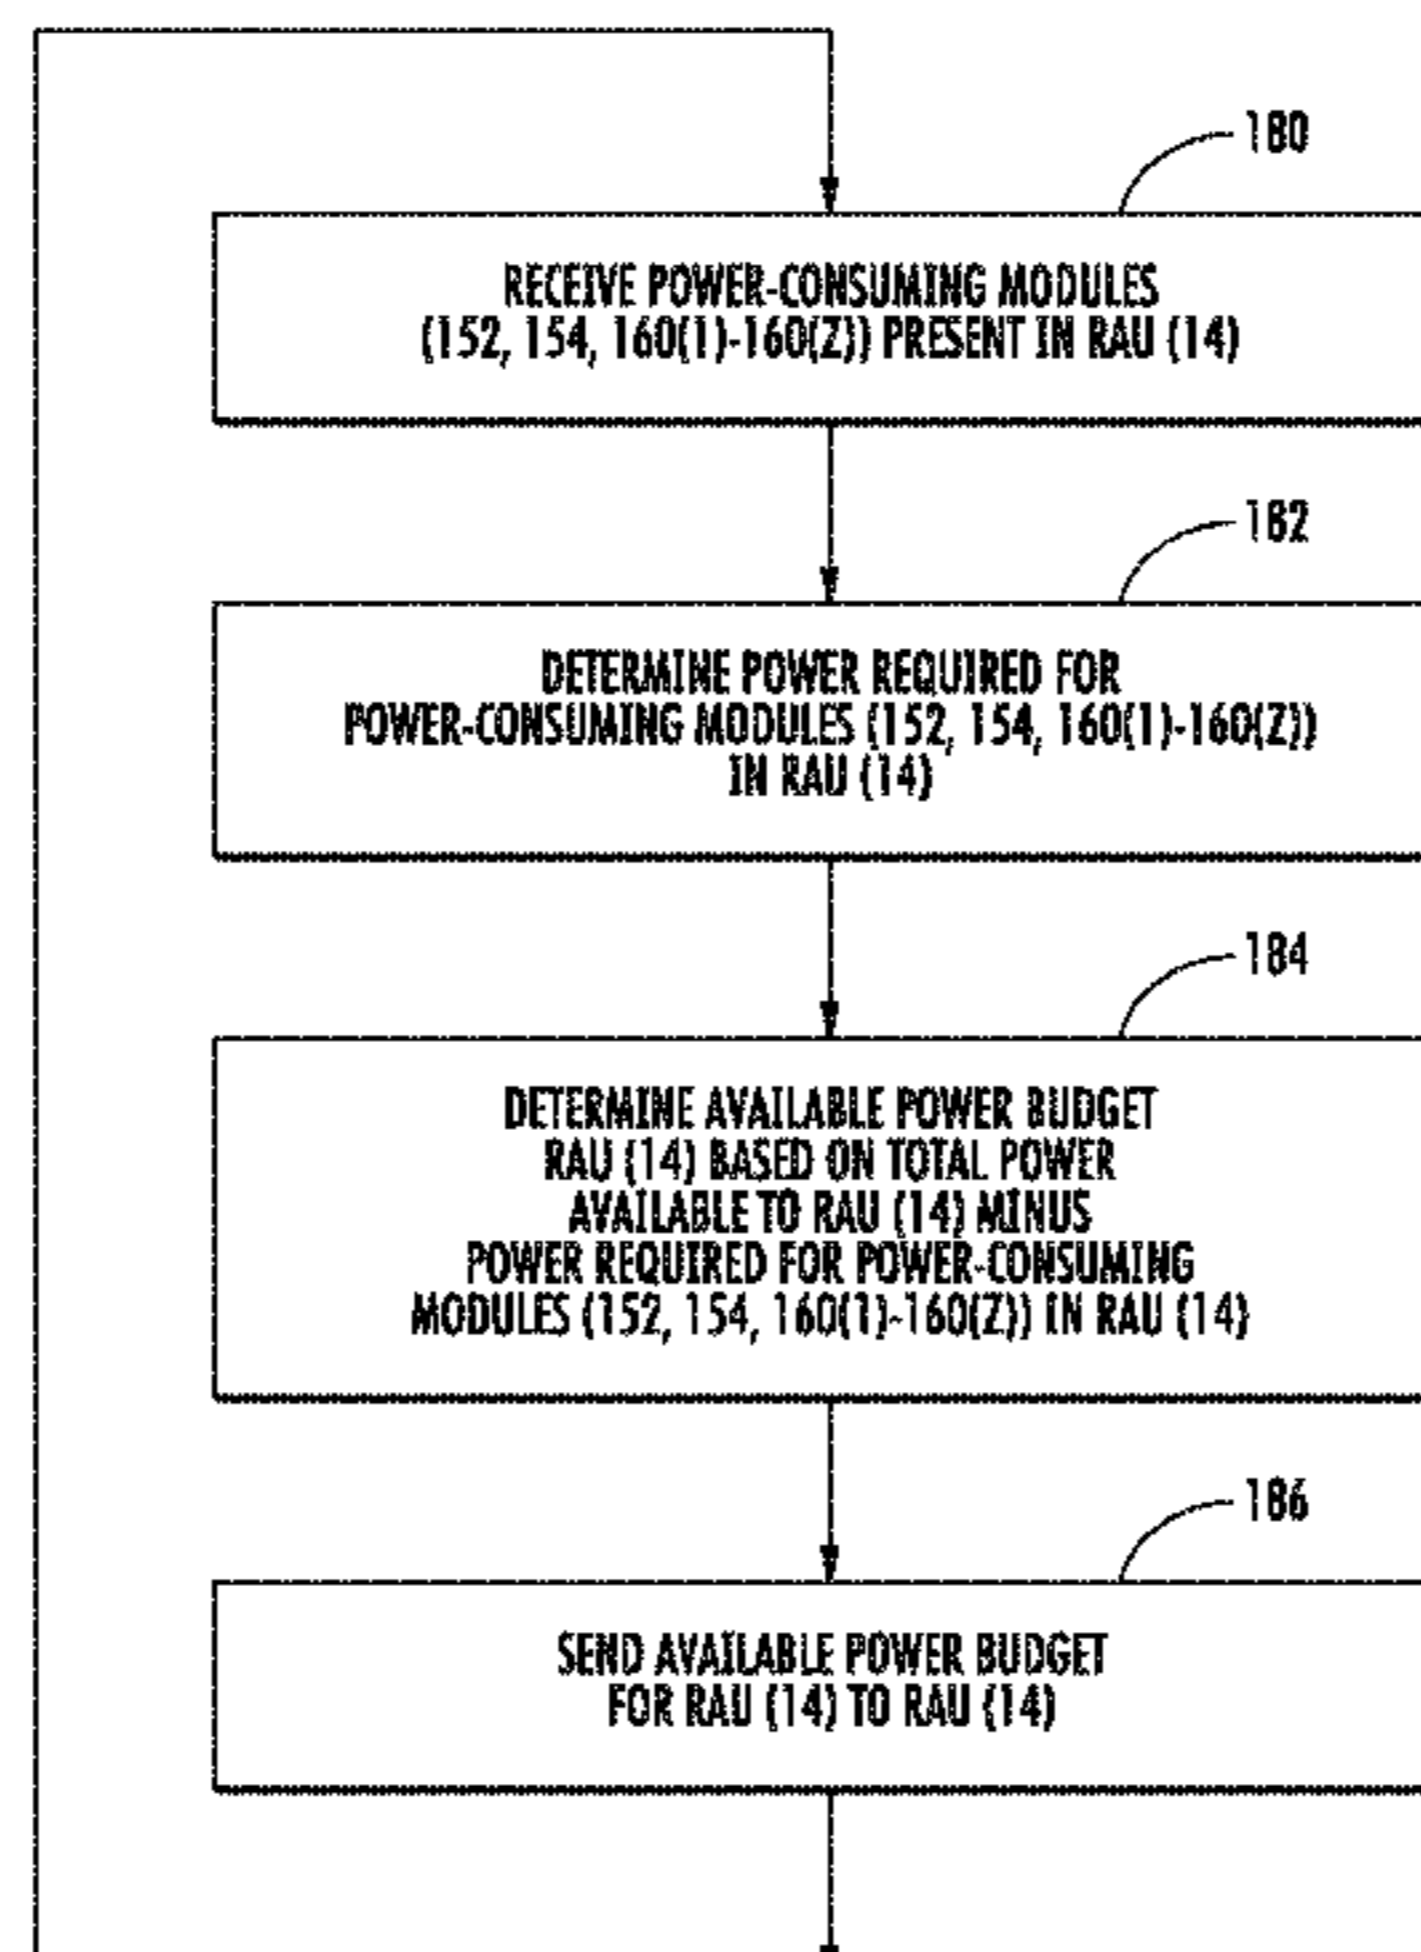 180
RECEIVE POWER-CONSUMING MODULES
(152, 154, 160(1)-160(Z)) PRESENT IN RAU (14)
182
DETERMINE POWER REQUIRED FOR
POWER-CONSUMING MODULES (152, 154, 160(1)-160(Z))
IN RAU (14)
184
DETERMINE AVAILABLE POWER BUDGET
RAU (14) BASED ON TOTAL POWER
AVAILABLE TO RAU (14) MINUS
POWER REQUIRED FOR POWER-CONSUMING
MODULES (152, 154, 160(1)-160(Z)) IN RAU (14)
186
SEND AVAILABLE POWER BUDGET
FOR RAU (14) TO RAU (14)